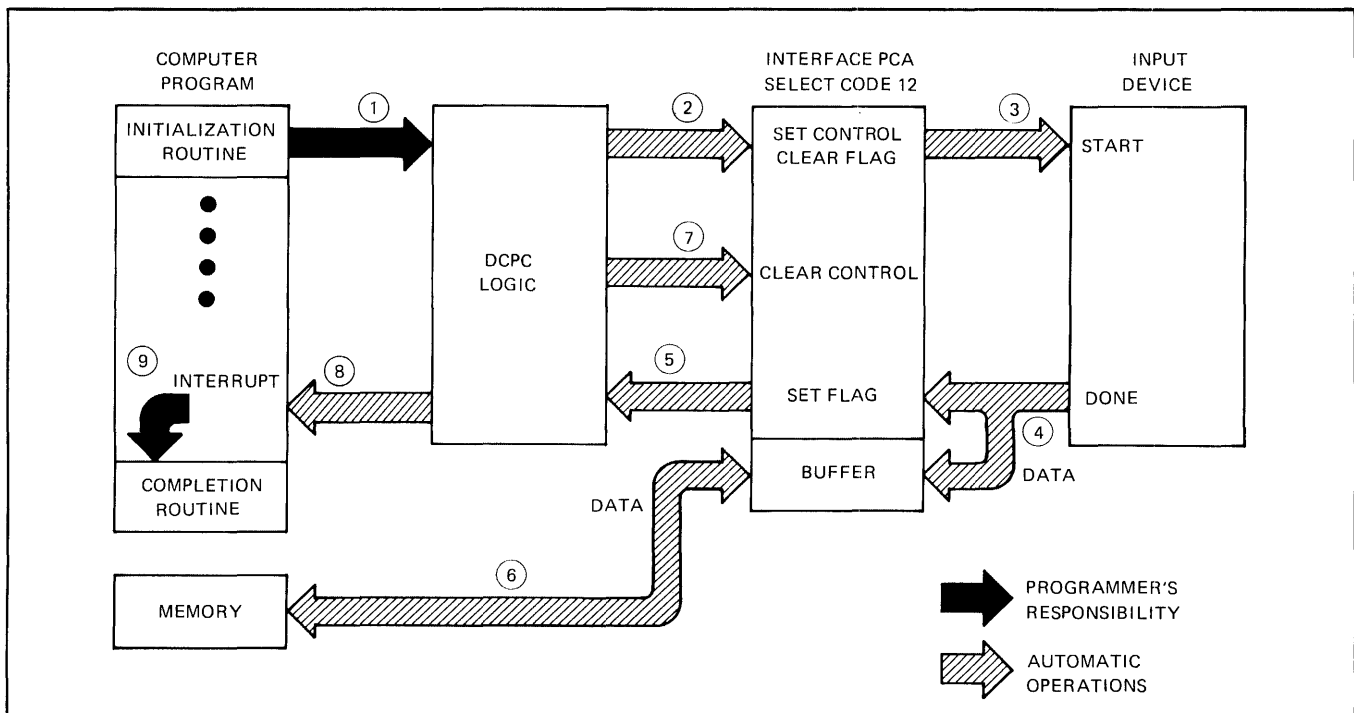 COMPUTER
PROGRAM
INTERFACE PCA
SELECT CODE 12
INPUT
DEVICE
INITIALIZATION
ROUTINE
1
2
SET CONTROL
CLEAR FLAG
3
START
DCPC
LOGIC
7
CLEAR CONTROL
9
INTERRUPT
8
5
SET FLAG
DONE
4
COMPLETION
ROUTINE
DATA
BUFFER
DATA
MEMORY
6
PROGRAMMER'S
RESPONSIBILITY
AUTOMATIC
OPERATIONS